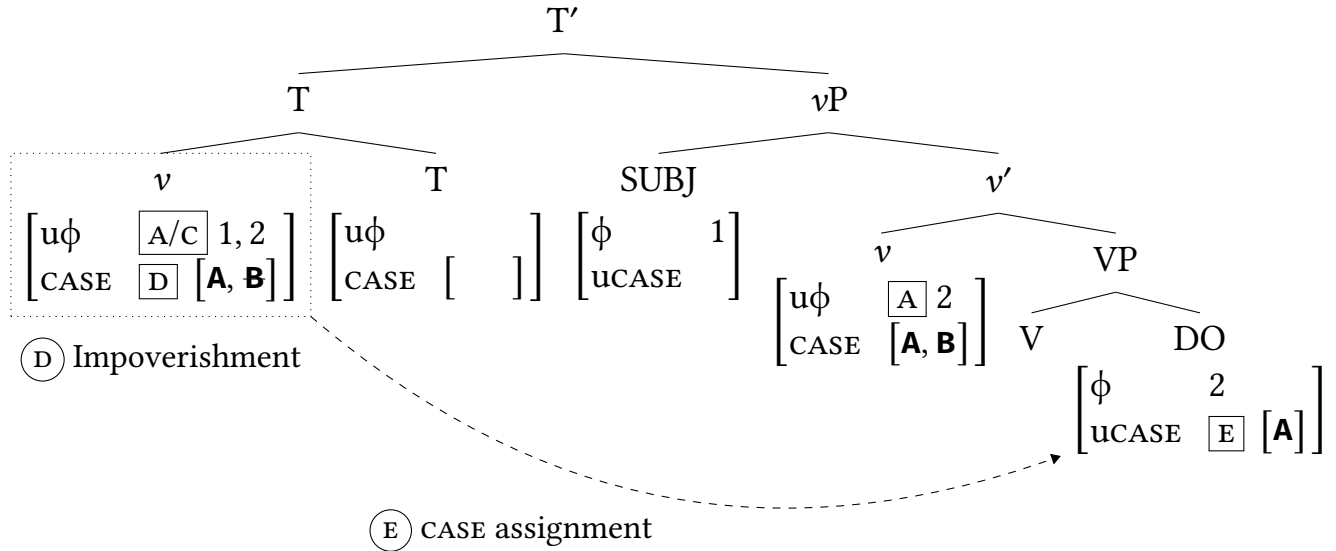 T′
T vP
v T SUBJ v′
[uϕ A/C 1, 2] [uϕ ] [ϕ 1] v VP
[CASE D [A, B]] [CASE [ ]] [uCASE ] [uϕ A 2] V DO
D Impoverishment [CASE [A, B]] [ϕ 2]
[uCASE E [A]]
E CASE assignment